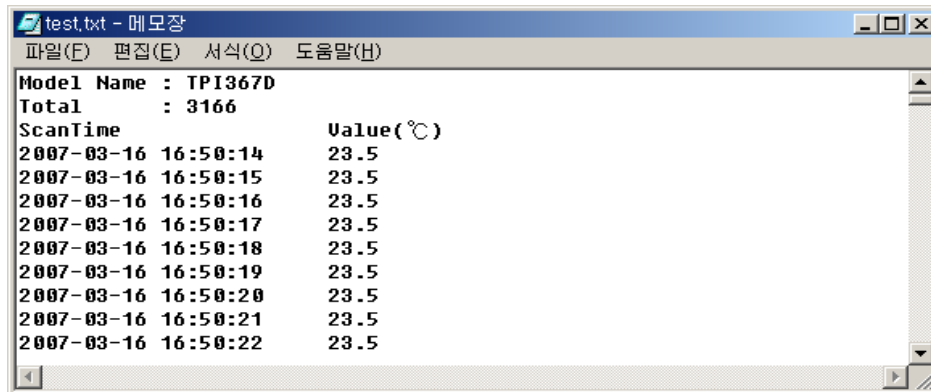 test.txt - 메모장
파일(F) 편집(E) 서식(O) 도움말(H)
Model Name : TPI367D
Total : 3166
ScanTime Value(℃)
2007-03-16 16:50:14 23.5
2007-03-16 16:50:15 23.5
2007-03-16 16:50:16 23.5
2007-03-16 16:50:17 23.5
2007-03-16 16:50:18 23.5
2007-03-16 16:50:19 23.5
2007-03-16 16:50:20 23.5
2007-03-16 16:50:21 23.5
2007-03-16 16:50:22 23.5